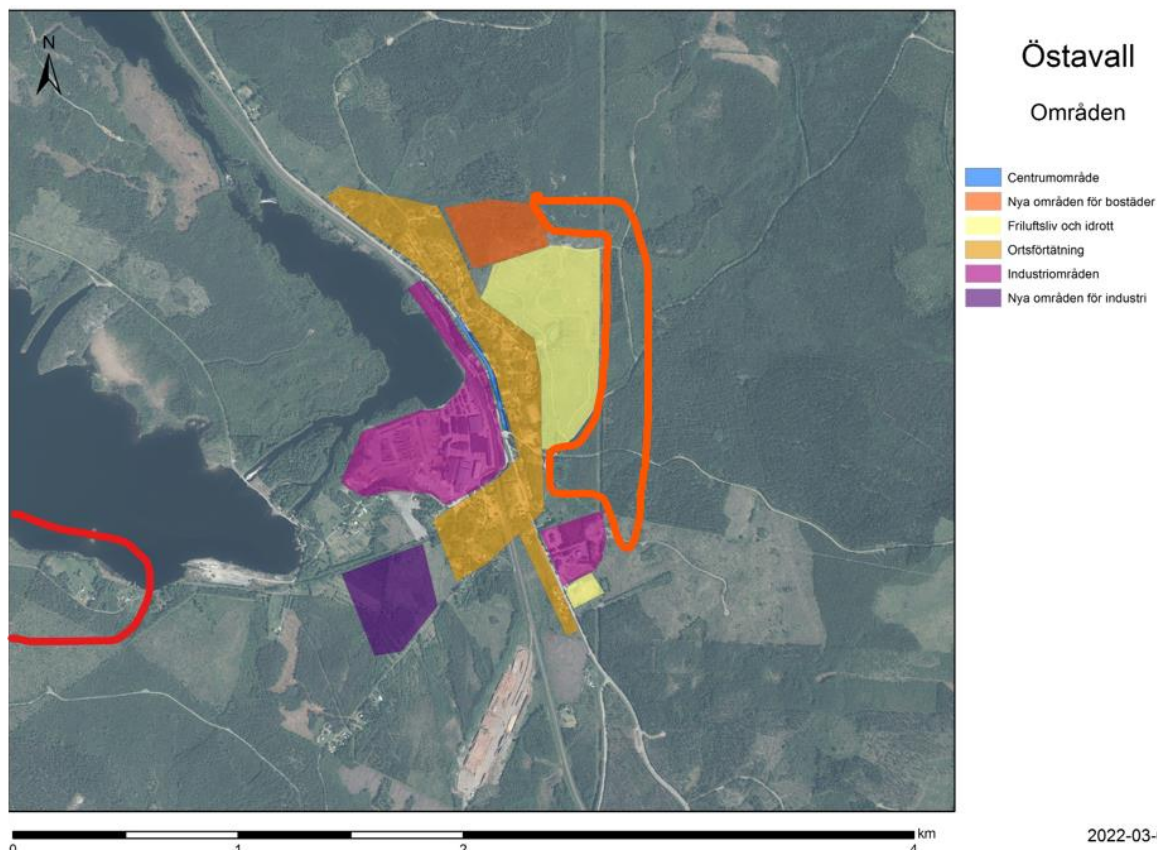 N
Östavall
Områden
Centrumområde
Nya områden för bostäder
Friluftsliv och idrott
Ortsförtätning
Industriområden
Nya områden för industri
km
0 1 2 4
2022-03-